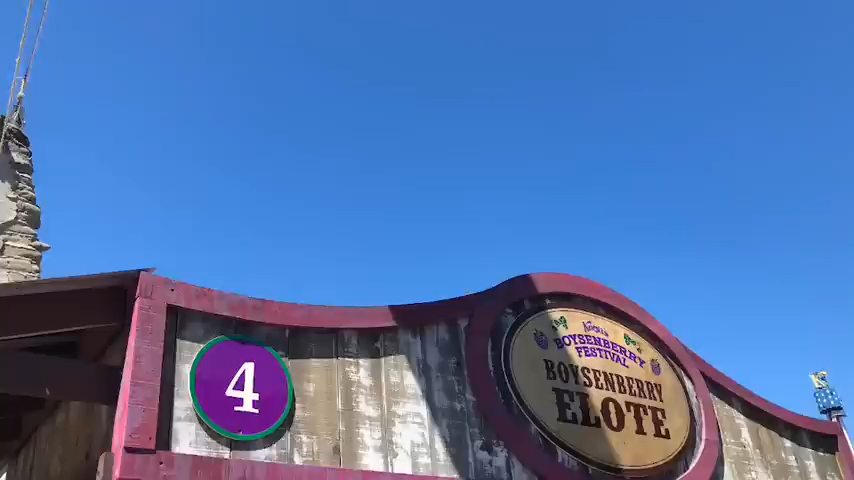 4
Knott's
BOYSENBERRY
FESTIVAL
BOYSENBERRY
ELOTE